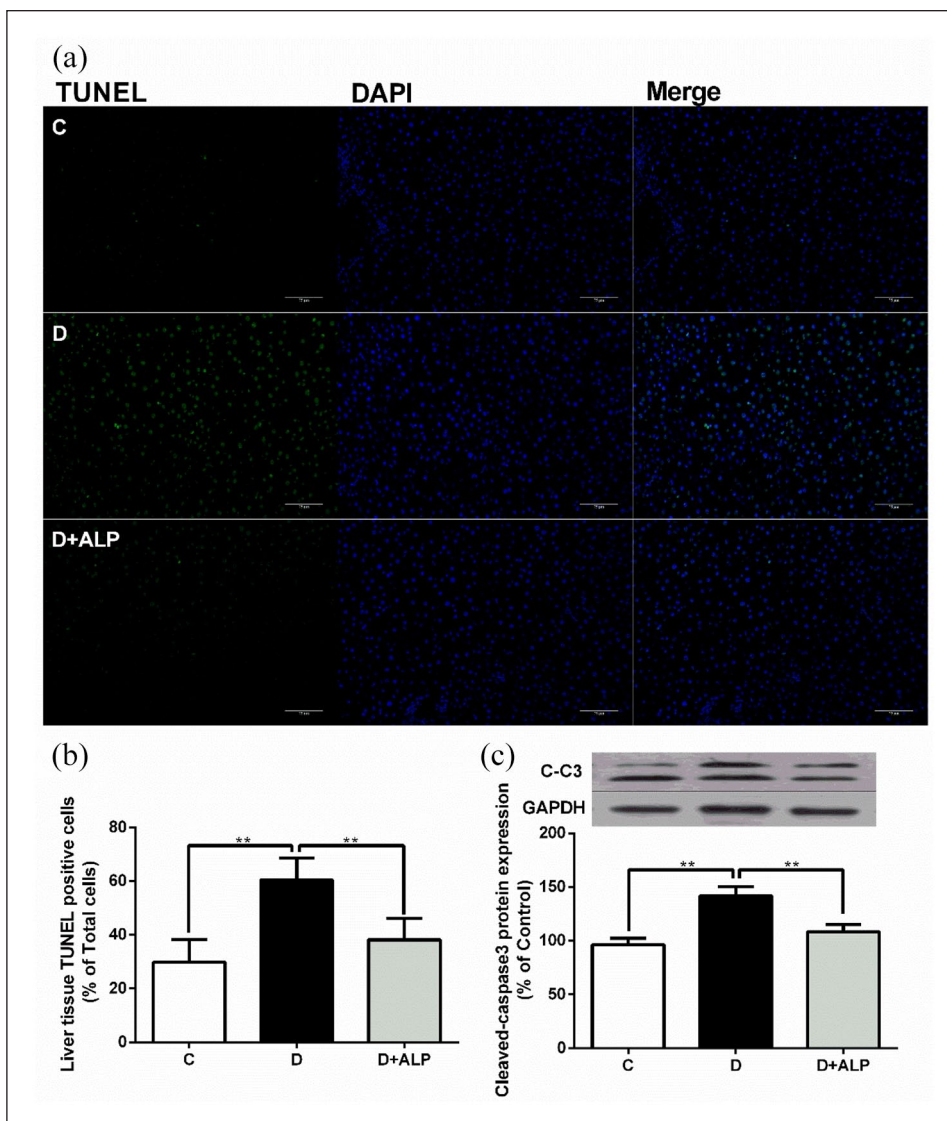 (a)
TUNEL DAPI Merge
C
D
D+ALP
(b)
Liver tissue TUNEL positive cells
(% of Total cells)
80
60
40
20
0
** **
C D D+ALP
(c)
C-C3
GAPDH
Cleaved-caspase3 protein expression
(% of Control)
200
150
100
50
0
** **
C D D+ALP